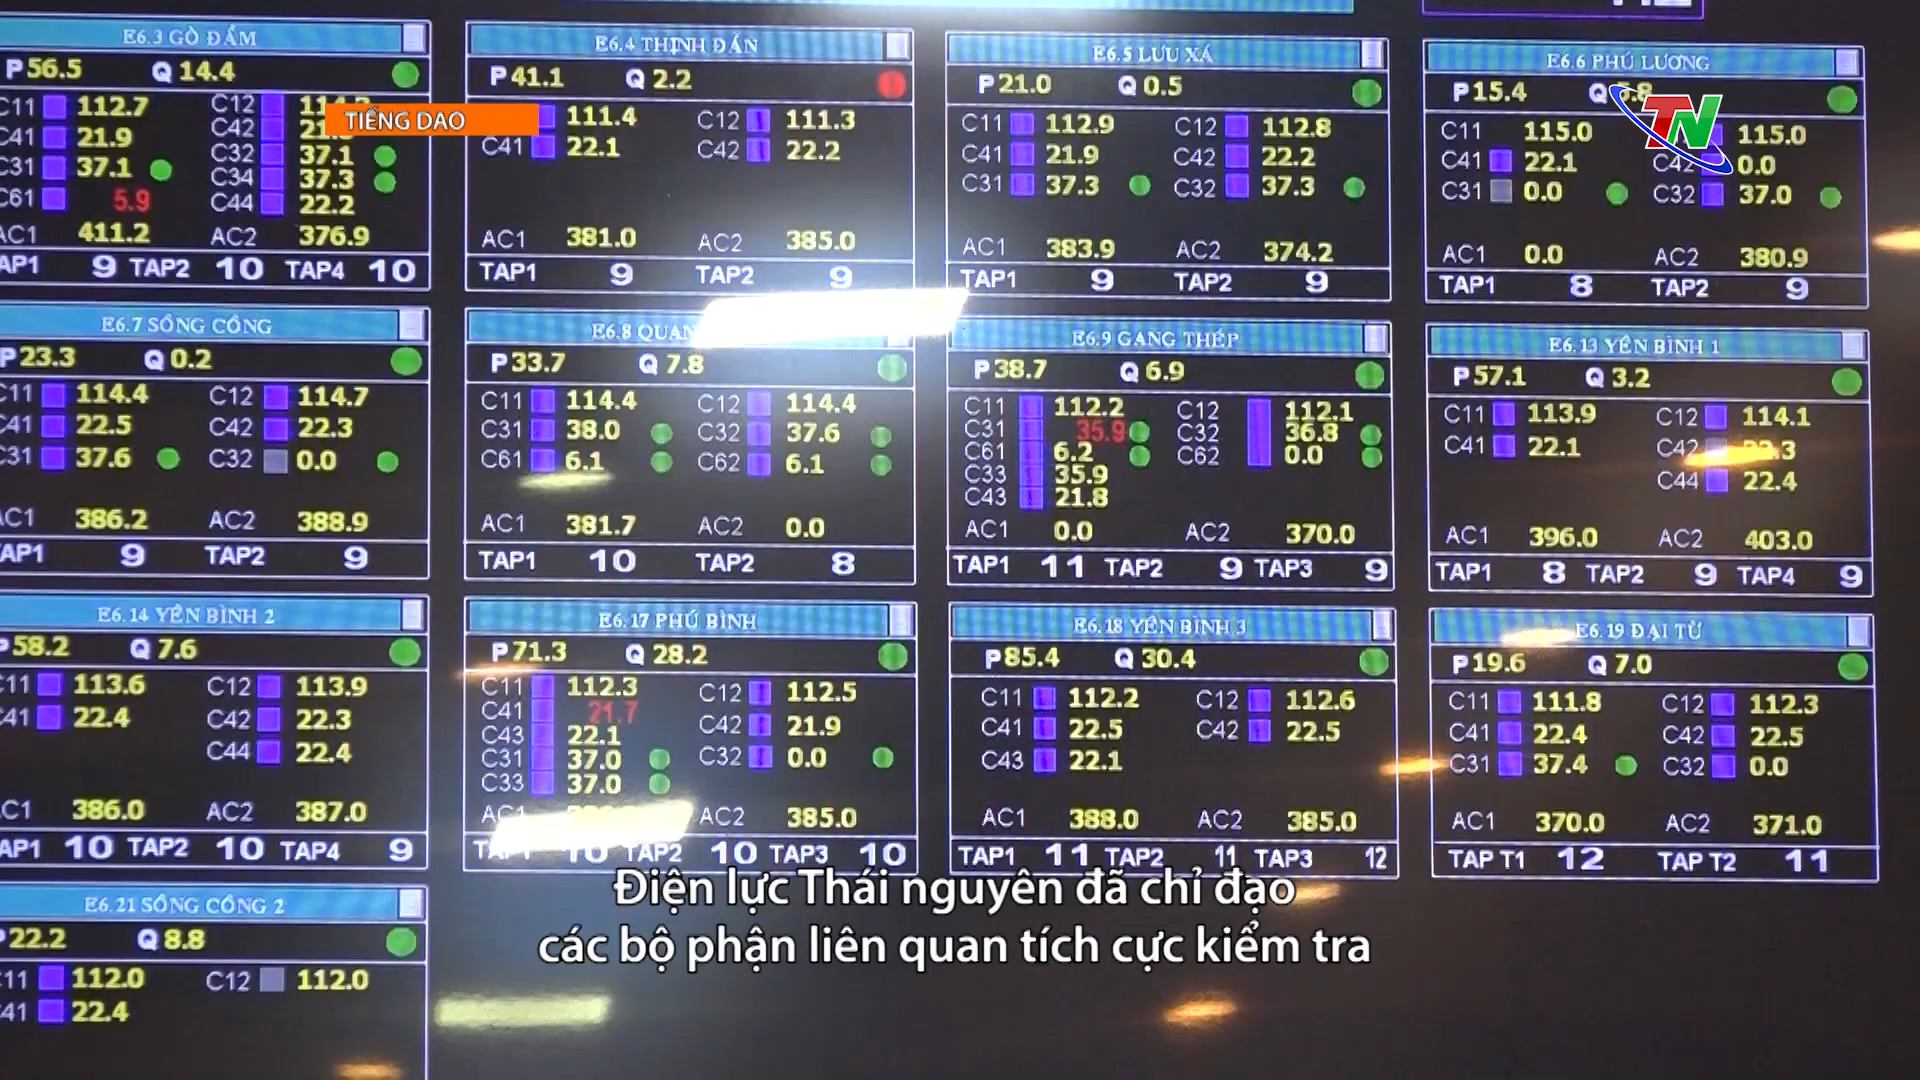 E6.3 GÒ ĐẦM
P 56.5 Q 14.4
C11 112.7 C12
C41 21.9 C42
C31 37.1 C32 37.1
C34 37.3
C61 5.9 C44 22.2
AC1 411.2 AC2 376.9
TAP1 9 TAP2 10 TAP4 10
TIẾNG DAO
E6.4 THỊNH ĐÁN
P 41.1 Q 2.2
111.4 C12 111.3
C41 22.1 C42 22.2
AC1 381.0 AC2 385.0
TAP1 9 TAP2 9
E6.5 LƯU XÁ
P 21.0 Q 0.5
C11 112.9 C12 112.8
C41 21.9 C42 22.2
C31 37.3 C32 37.3
AC1 383.9 AC2 374.2
TAP1 9 TAP2 9
E6.6 PHÚ LƯƠNG
P 15.4 Q
C11 115.0 115.0
C41 22.1 C42 0.0
C31 0.0 C32 37.0
AC1 0.0 AC2 380.9
TAP1 8 TAP2 9
TN
E6.7 SÔNG CÔNG
P 23.3 Q 0.2
C11 114.4 C12 114.7
C41 22.5 C42 22.3
C31 37.6 C32 0.0
AC1 386.2 AC2 388.9
TAP1 9 TAP2 9
E6.8
P 33.7 Q 7.8
C11 114.4 C12 114.4
C31 38.0 C32 37.6
C61 6.1 C62 6.1
AC1 381.7 AC2 0.0
TAP1 10 TAP2 8
E6.9 GANG THÉP
P 38.7 Q 6.9
C11 112.2 C12 112.1
C31 35.9 C32 36.8
C61 6.2 C62 0.0
C33 35.9
C43 21.8
AC1 0.0 AC2 370.0
TAP1 11 TAP2 9 TAP3 9
E6.13 YÊN BÌNH 1
P 57.1 Q 3.2
C11 113.9 C12 114.1
C41 22.1 C42
C44 22.4
AC1 396.0 AC2 403.0
TAP1 8 TAP2 9 TAP4 9
E6.14 YÊN BÌNH 2
P 58.2 Q 7.6
C11 113.6 C12 113.9
C41 22.4 C42 22.3
C44 22.4
AC1 386.0 AC2 387.0
TAP1 10 TAP2 10 TAP4 9
E6.17 PHÚ BÌNH
P 71.3 Q 28.2
C11 112.3 C12 112.5
C41 21.7 C42 21.9
C43 22.1
C31 37.0 C32 0.0
C33 37.0
AC1 AC2 385.0
TAP1 10 TAP2 10 TAP3 10
E6.18 YÊN BÌNH 3
P 85.4 Q 30.4
C11 112.2 C12 112.6
C41 22.5 C42 22.5
C43 22.1
AC1 388.0 AC2 385.0
TAP1 11 TAP2 11 TAP3 12
E6.19 ĐẠI TỪ
P 19.6 Q 7.0
C11 111.8 C12 112.3
C41 22.4 C42 22.5
C31 37.4 C32 0.0
AC1 370.0 AC2 371.0
TAP T1 12 TAP T2 11
E6.21 SÔNG CÔNG 2
P 22.2 Q 8.8
C11 112.0 C12 112.0
C41 22.4
Điện lực Thái nguyên đã chỉ đạo
các bộ phận liên quan tích cực kiểm tra